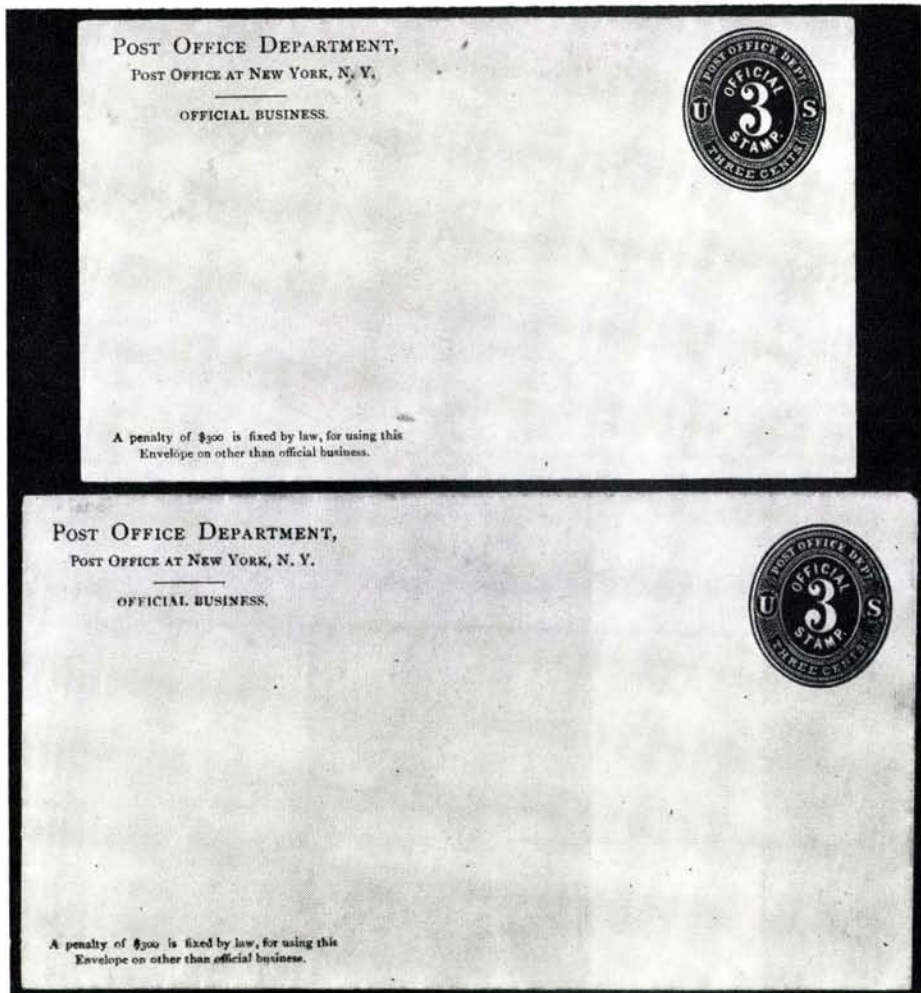 POST OFFICE DEPARTMENT,
POST OFFICE AT NEW YORK, N. Y.
OFFICIAL BUSINESS.
POST OFFICE DEPT.
OFFICIAL
U 3 S
STAMP.
THREE CENTS
A penalty of $300 is fixed by law, for using this
Envelope on other than official business.
POST OFFICE DEPARTMENT,
POST OFFICE AT NEW YORK, N. Y.
OFFICIAL BUSINESS.
POST OFFICE DEPT.
OFFICIAL
U 3 S
STAMP.
THREE CENTS
A penalty of $300 is fixed by law, for using this
Envelope on other than official business.